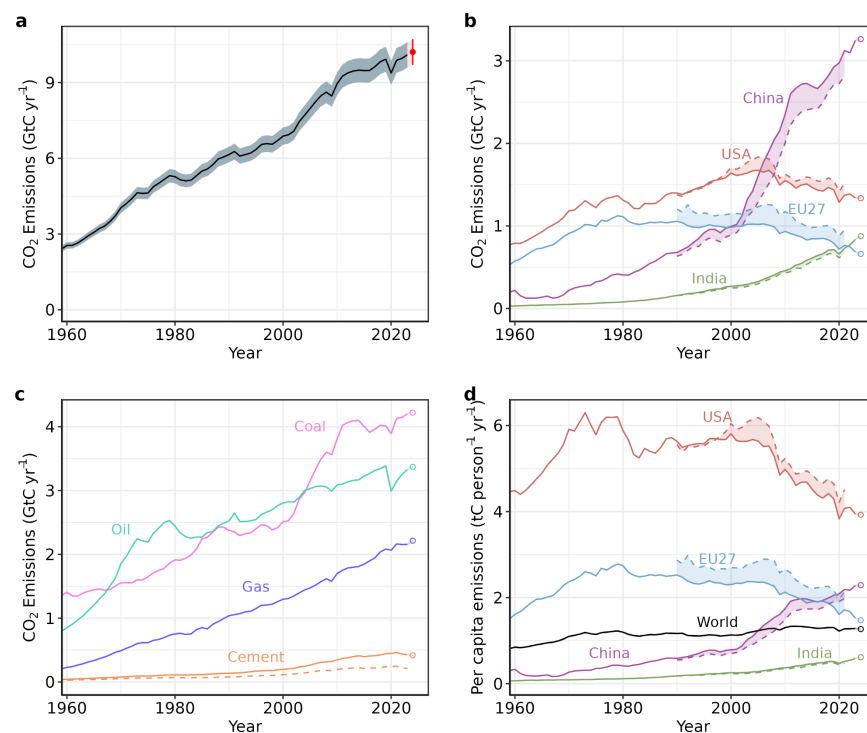 a
CO2 Emissions (GtC yr-1)
9
6
3
0
1960 1980 2000 2020
Year
b
CO2 Emissions (GtC yr-1)
3
2
1
0
China
USA
EU27
India
1960 1980 2000 2020
Year
c
CO2 Emissions (GtC yr-1)
4
3
2
1
0
Coal
Oil
Gas
Cement
1960 1980 2000 2020
Year
d
Per capita emissions (tC person-1 yr-1)
6
4
2
0
USA
EU27
World
China
India
1960 1980 2000 2020
Year